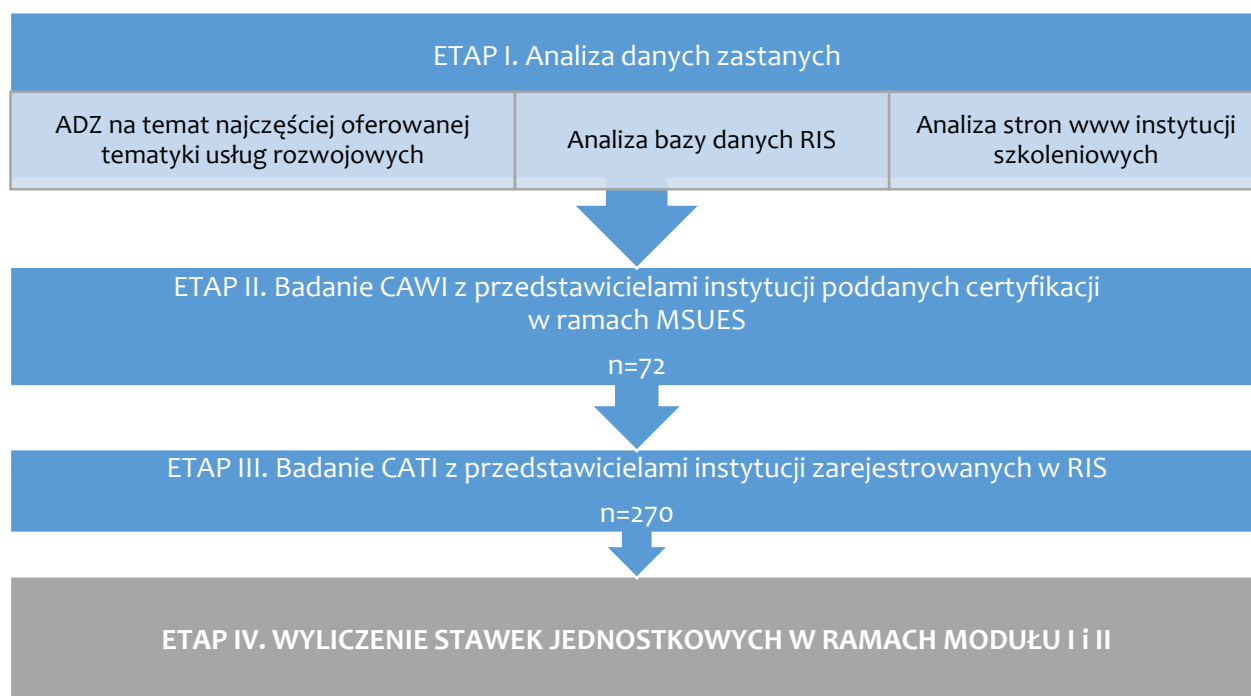 ETAP I. Analiza danych zastanych
ADZ na temat najczęściej oferowanej
tematyki usług rozwojowych
Analiza bazy danych RIS
Analiza stron www instytucji
szkoleniowych
ETAP II. Badanie CAWI z przedstawicielami instytucji poddanych certyfikacji
w ramach MSUES
n=72
ETAP III. Badanie CATI z przedstawicielami instytucji zarejestrowanych w RIS
n=270
ETAP IV. WYLICZENIE STAWEK JEDNOSTKOWYCH W RAMACH MODUŁU I i II